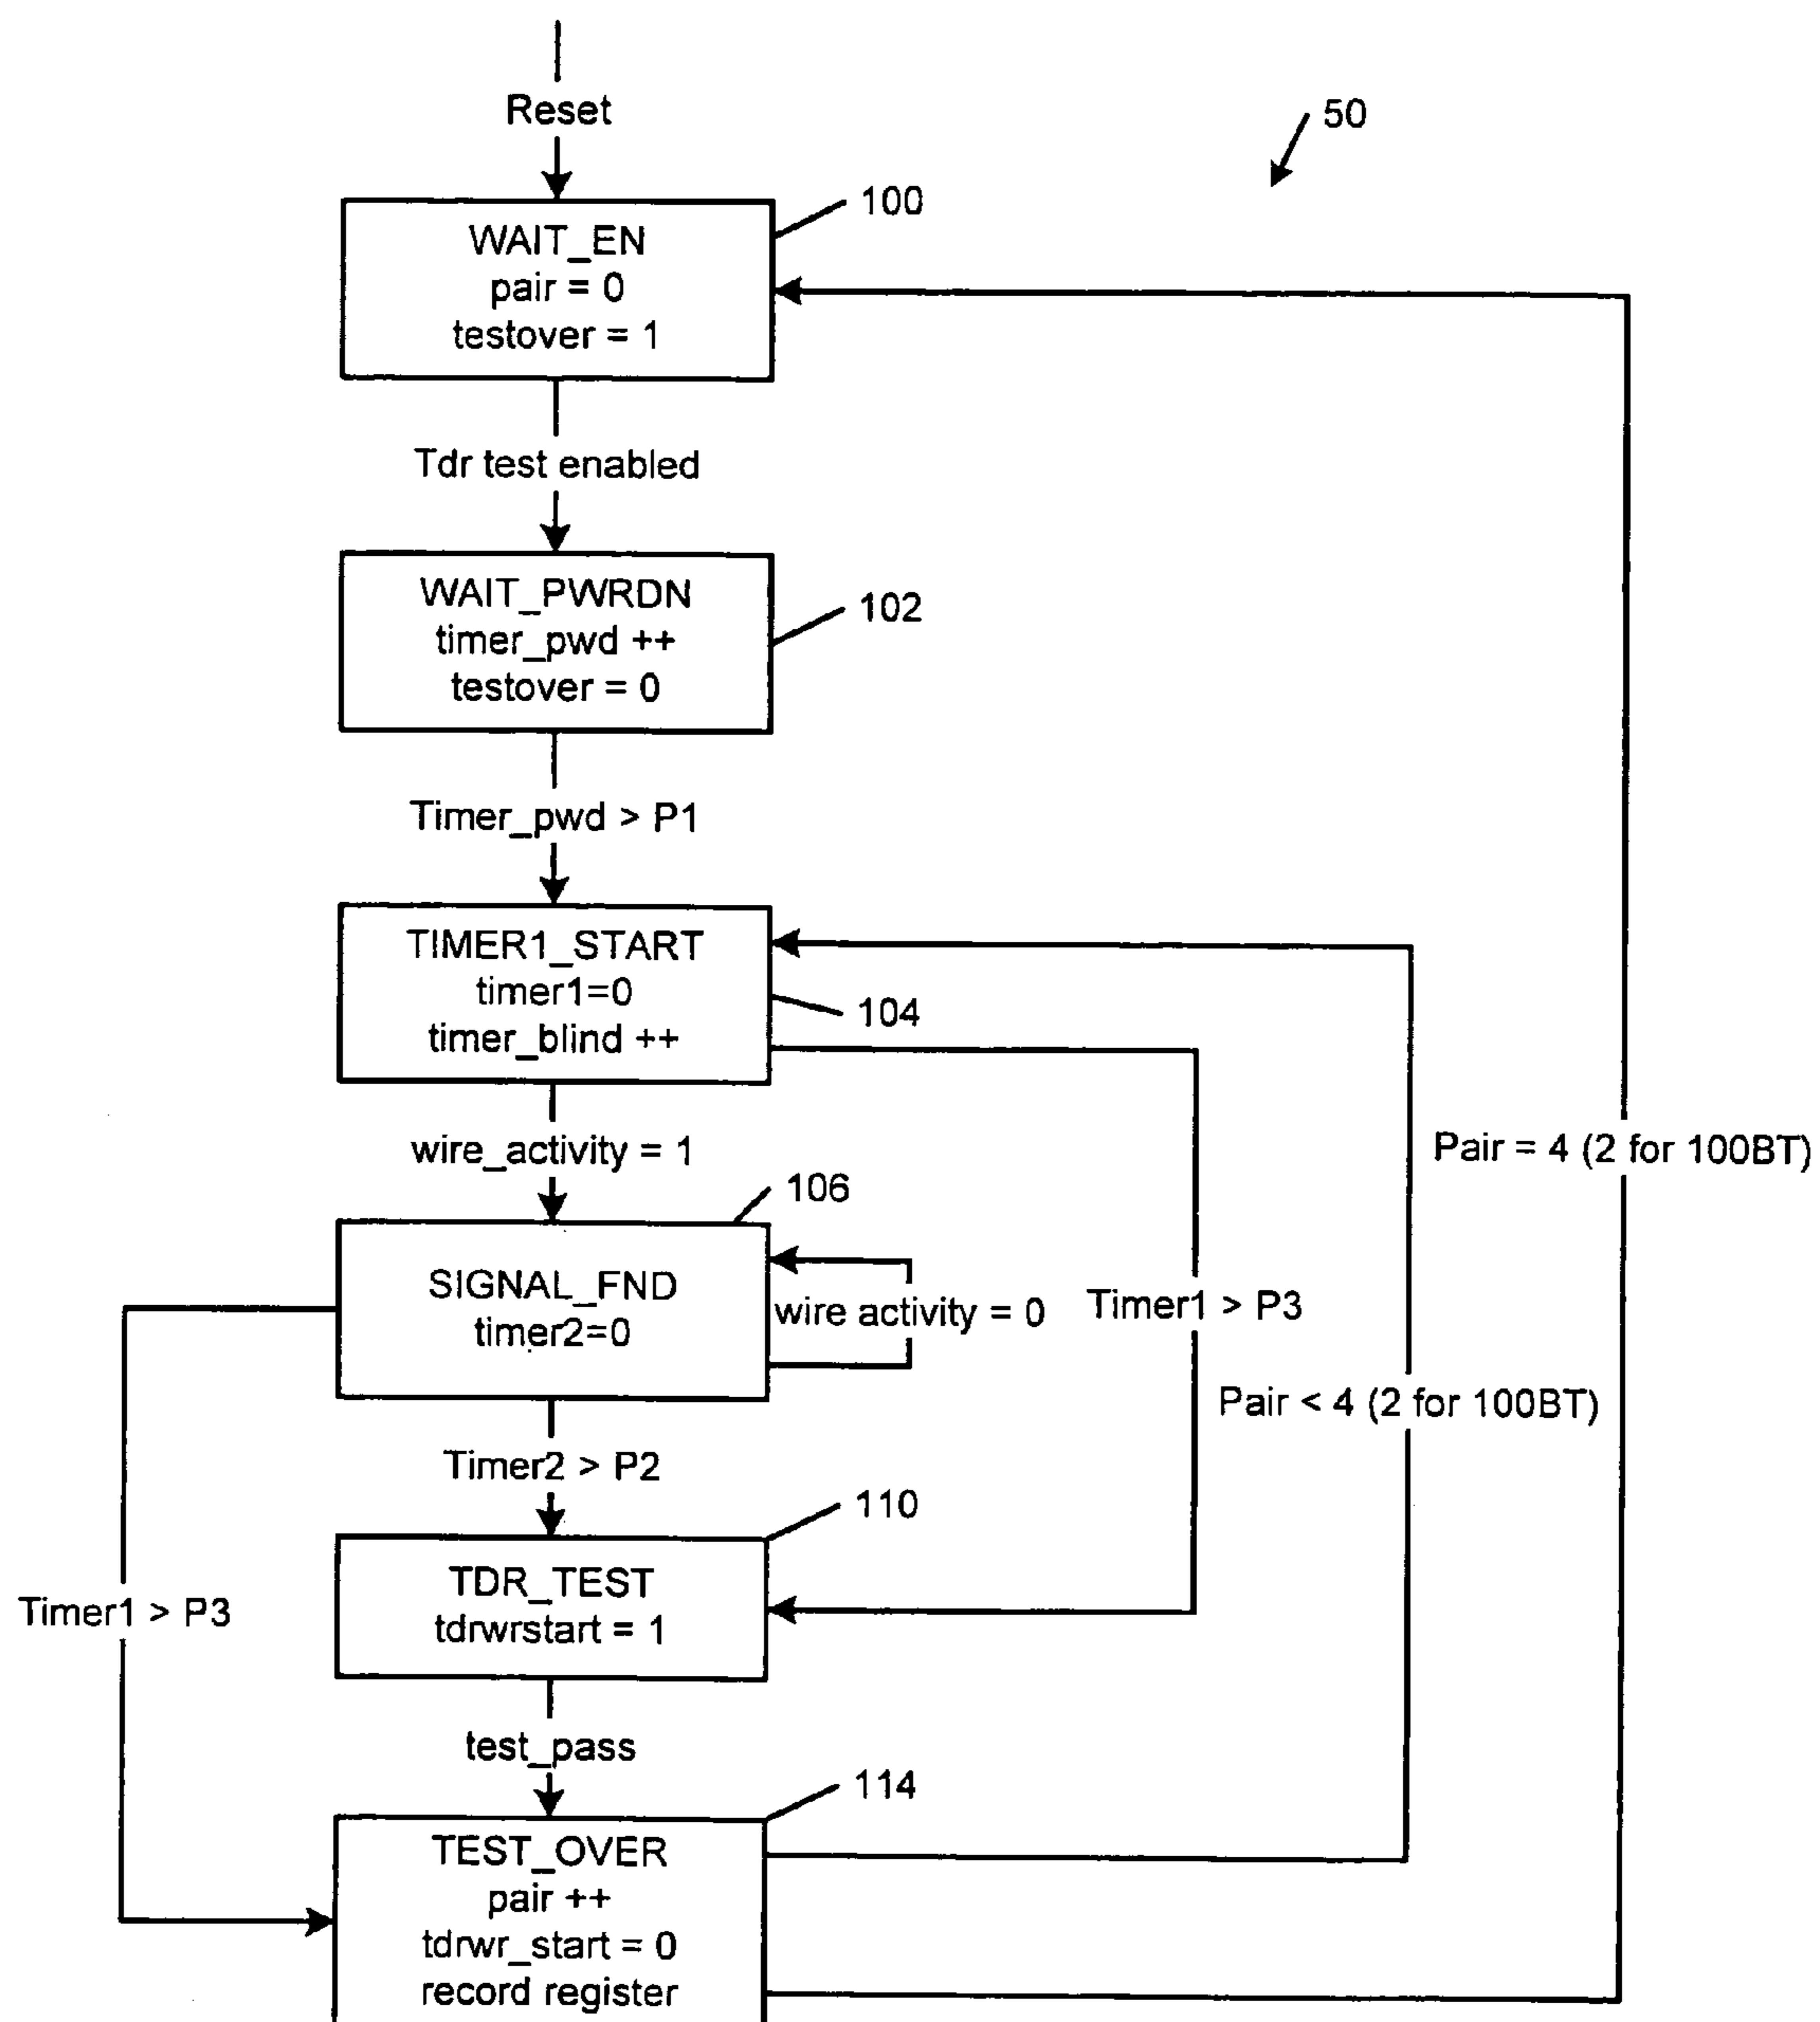 Reset
50
100
WAIT_EN
pair = 0
testover = 1
Tdr test enabled
WAIT_PWRDN
timer_pwd ++
testover = 0
102
Timer_pwd > P1
TIMER1_START
timer1=0
timer_blind ++
104
wire_activity = 1
Pair = 4 (2 for 100BT)
106
SIGNAL_FND
timer2=0
wire activity = 0
Timer1 > P3
Pair < 4 (2 for 100BT)
Timer2 > P2
110
TDR_TEST
tdrwrstart = 1
Timer1 > P3
test_pass
114
TEST_OVER
pair ++
tdrwr_start = 0
record register